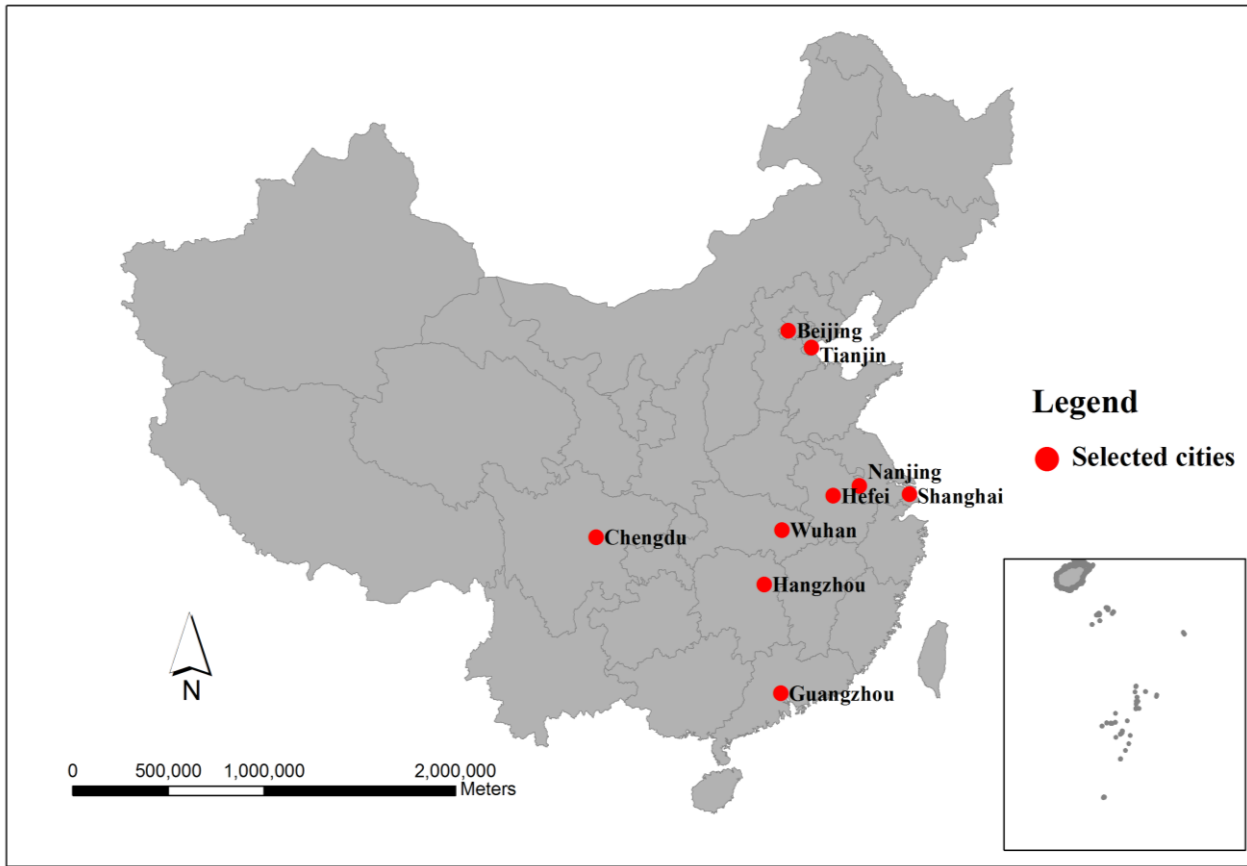 Beijing
Tianjin
Legend
Selected cities
Nanjing
Hefei
Shanghai
Wuhan
Chengdu
Hangzhou
N
Guangzhou
0 500,000 1,000,000 2,000,000
Meters